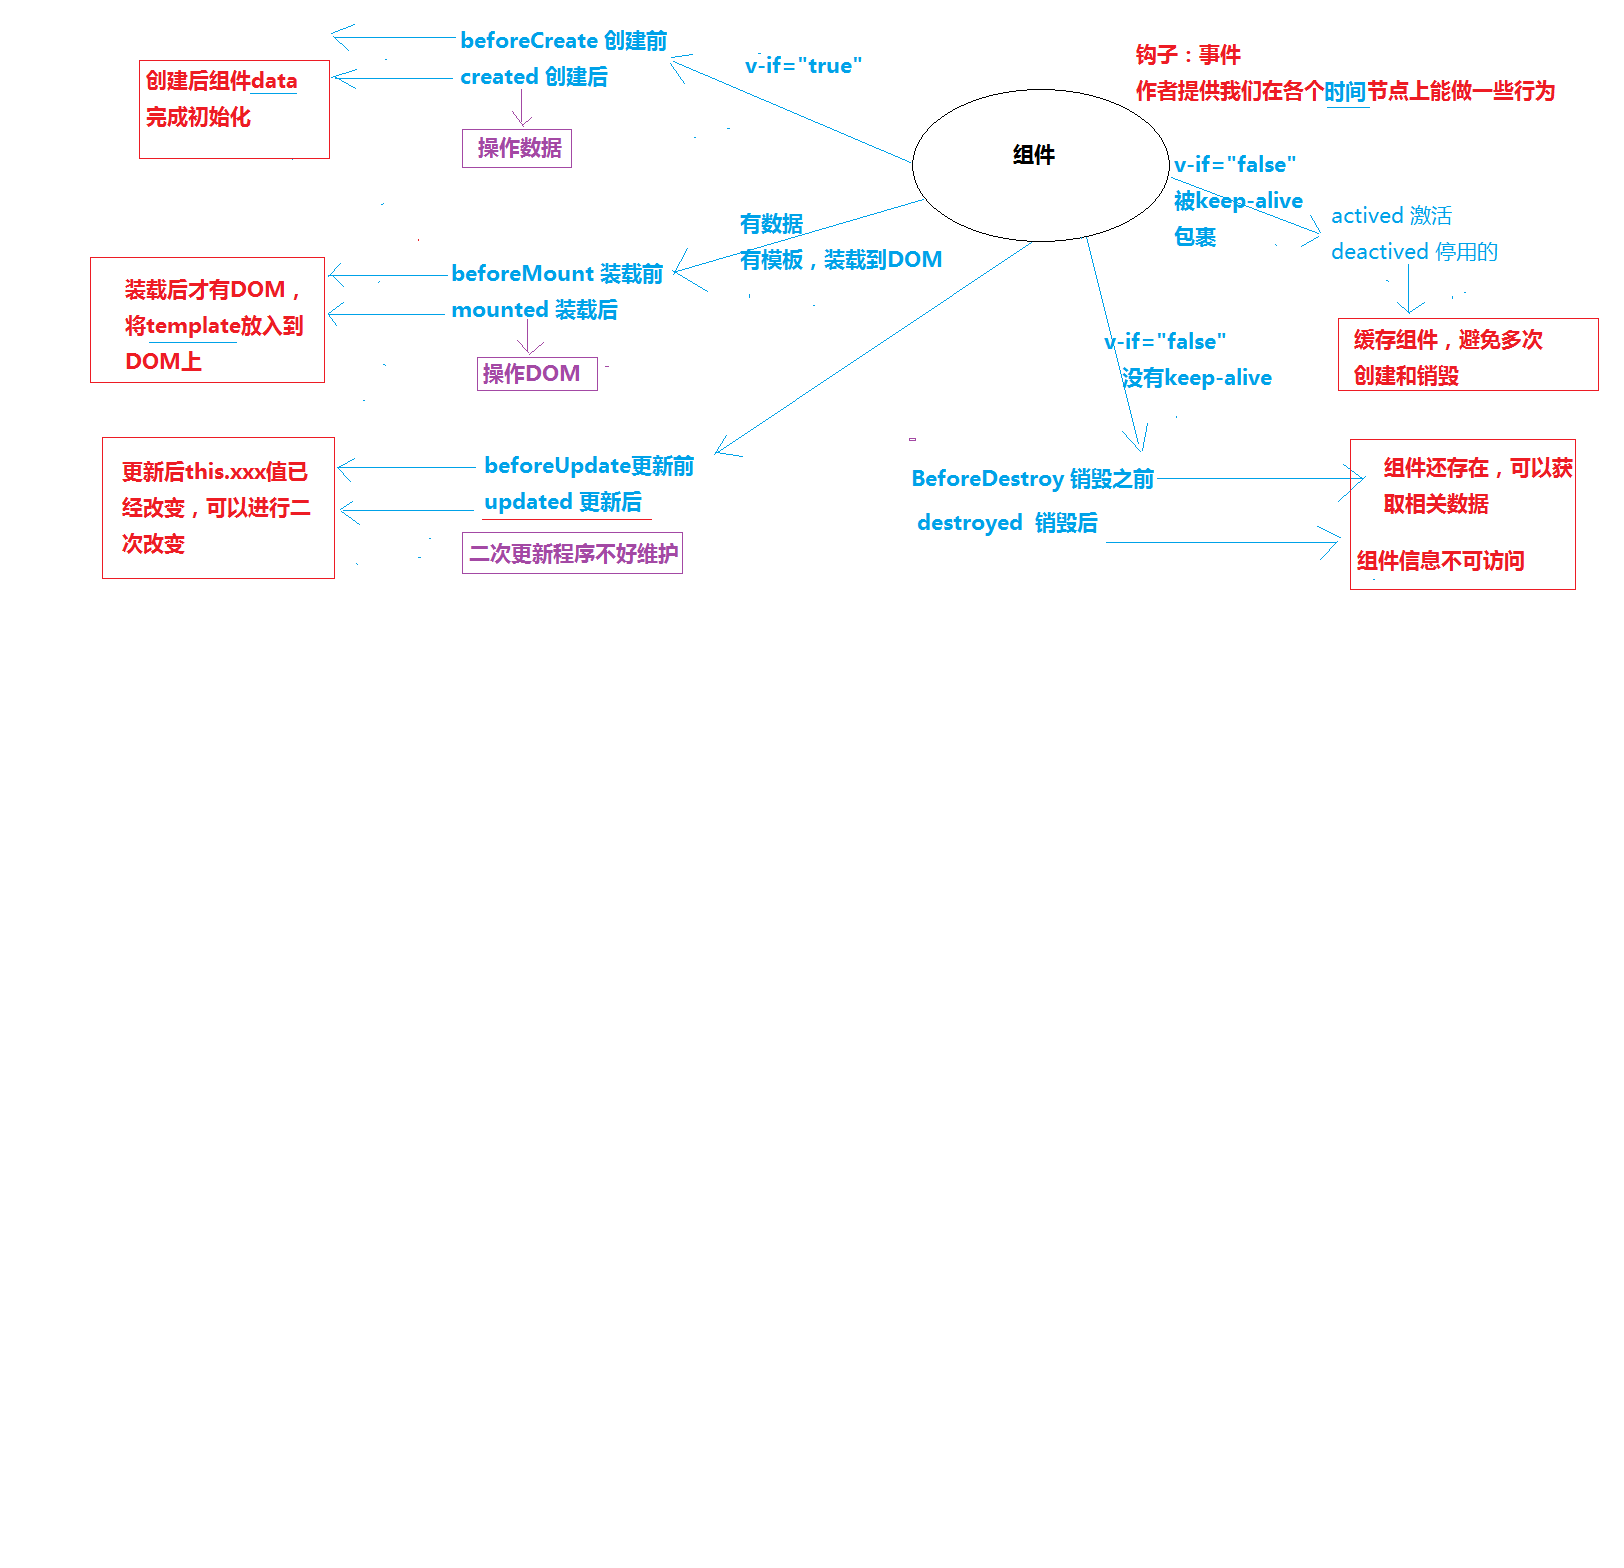 beforeCreate 创建前
created 创建后
创建后组件data
完成初始化
操作数据
v-if="true"
组件
钩子：事件
作者提供我们在各个时间节点上能做一些行为
v-if="false"
被keep-alive
包裹
actived 激活
deactived 停用的
缓存组件，避免多次
创建和销毁
有数据
有模板，装载到DOM
beforeMount 装载前
mounted 装载后
装载后才有DOM，
将template放入到
DOM上
操作DOM
v-if="false"
没有keep-alive
beforeUpdate更新前
updated 更新后
更新后this.xxx值已
经改变，可以进行二
次改变
二次更新程序不好维护
BeforeDestroy 销毁之前
destroyed 销毁后
组件还存在，可以获
取相关数据
组件信息不可访问